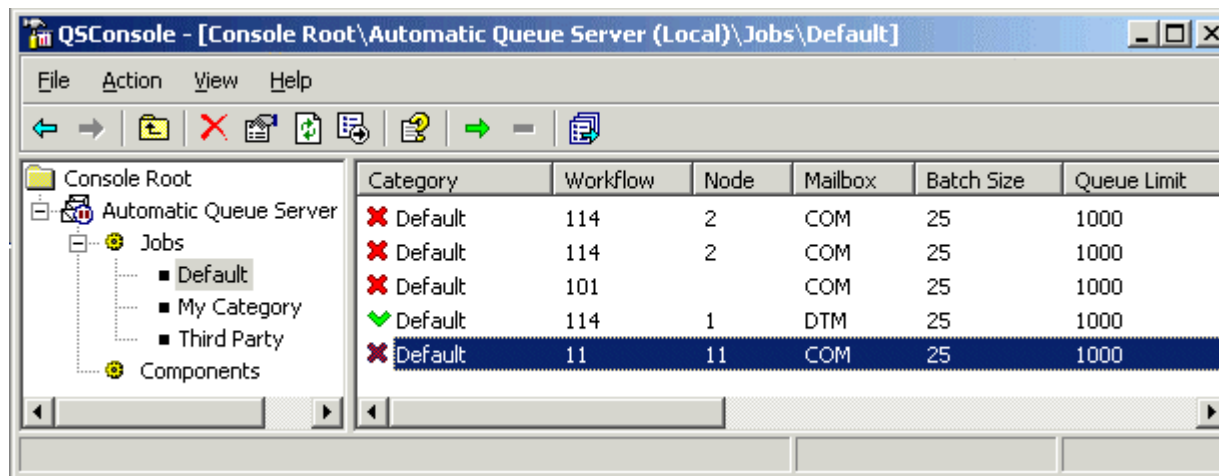 QSConsole - [Console Root\Automatic Queue Server (Local)\Jobs\Default]
File Action View Help
Console Root
Automatic Queue Server
Jobs
Default
My Category
Third Party
Components
Category Workflow Node Mailbox Batch Size Queue Limit
Default 114 2 COM 25 1000
Default 114 2 COM 25 1000
Default 101 COM 25 1000
Default 114 1 DTM 25 1000
Default 11 11 COM 25 1000